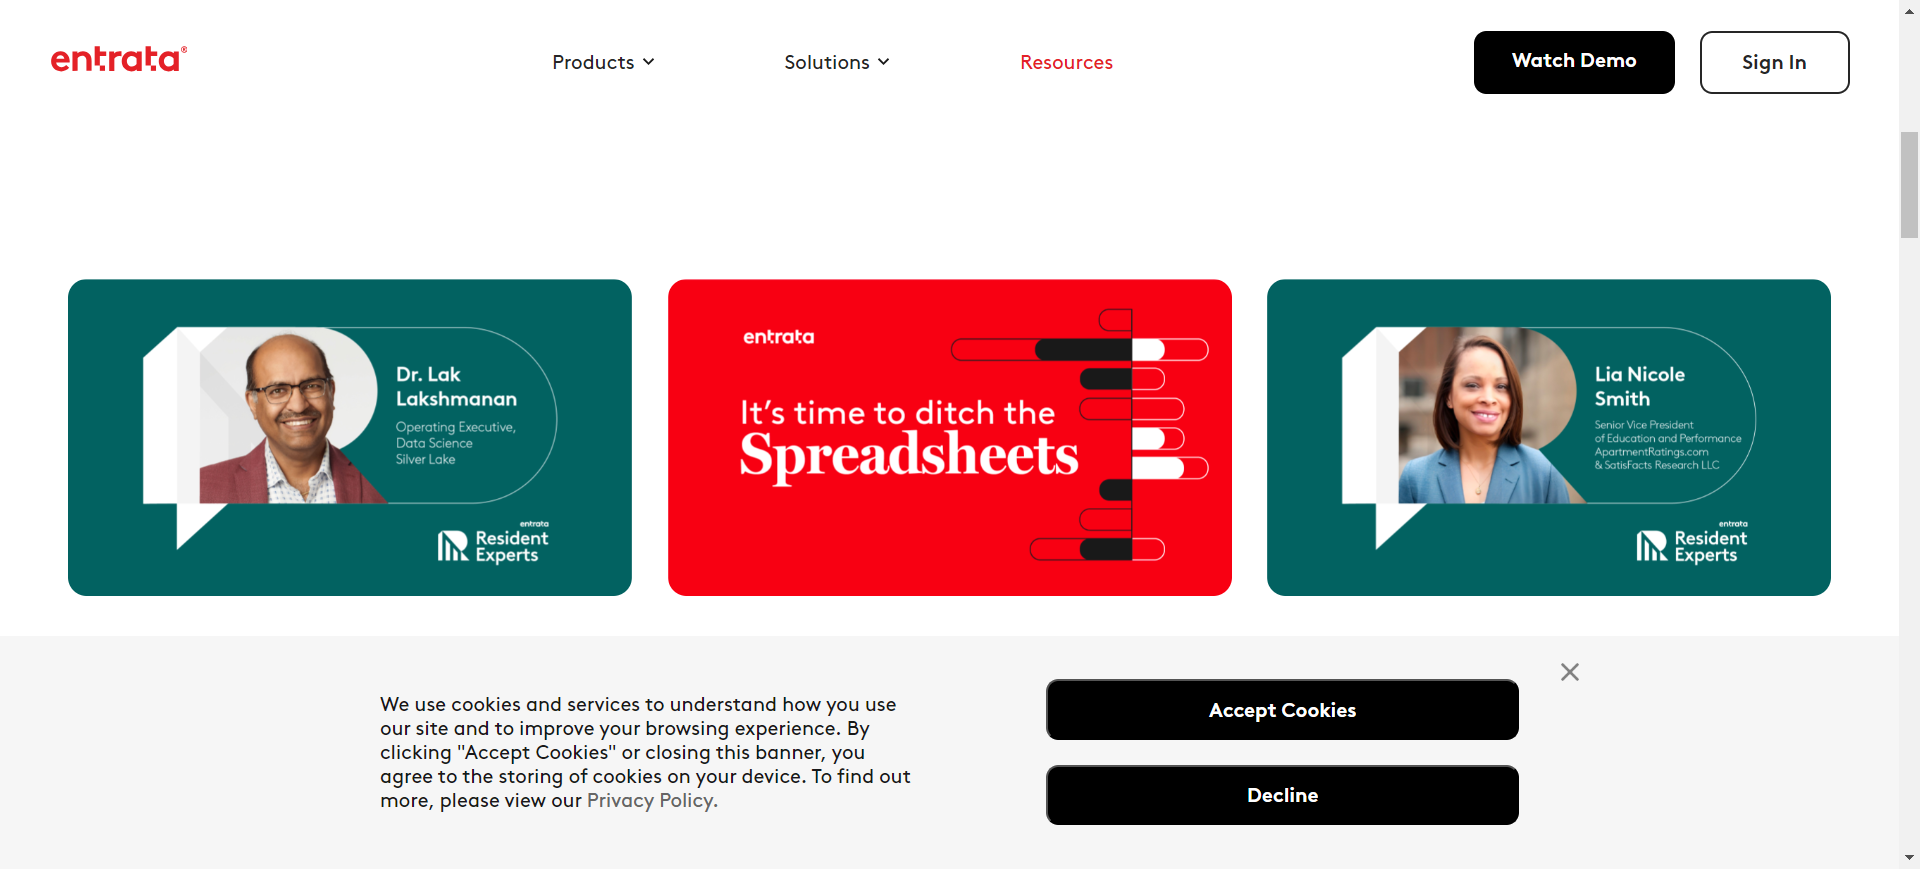 entrata®
Products
Solutions
Resources
Watch Demo
Sign In
Dr. Lak
Lakshmanan
Operating Executive,
Data Science
Silver Lake
entrata
Resident
Experts
entrata
It's time to ditch the
Spreadsheets
Lia Nicole
Smith
Senior Vice President
of Education and Performance
ApartmentRatings.com
& SatisFacts Research LLC
entrata
Resident
Experts
We use cookies and services to understand how you use
our site and to improve your browsing experience. By
clicking "Accept Cookies" or closing this banner, you
agree to the storing of cookies on your device. To find out
more, please view our Privacy Policy.
Accept Cookies
Decline